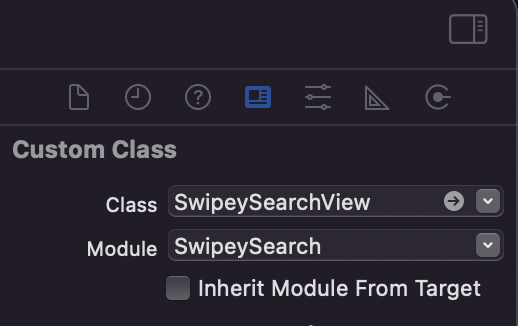 Custom Class
Class SwipeySearchView
Module SwipeySearch
Inherit Module From Target